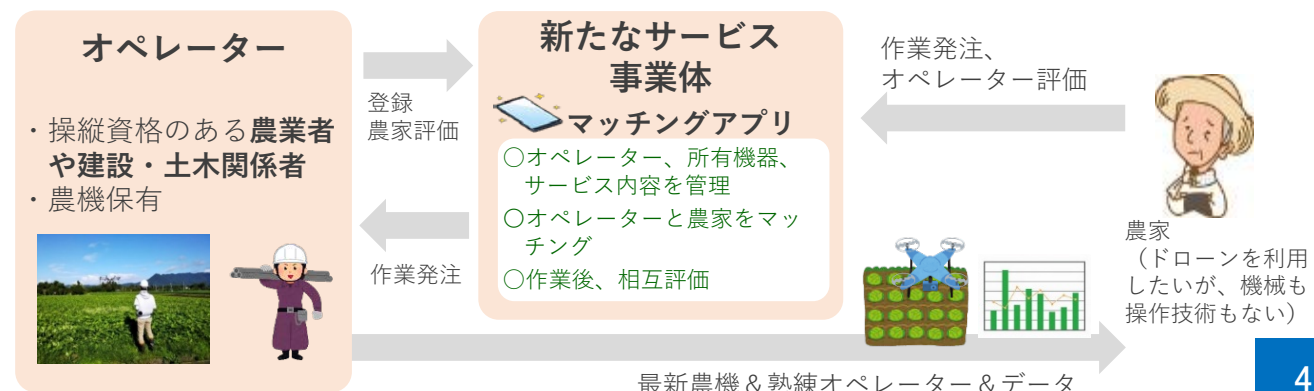 オペレーター
・操縦資格のある農業者
や建設・土木関係者
・農機保有
登録
農家評価
作業発注
新たなサービス
事業体
マッチングアプリ
〇オペレーター、所有機器、
サービス内容を管理
〇オペレーターと農家をマッ
チング
〇作業後、相互評価
作業発注、
オペレーター評価
農家
（ドローンを利用
したいが、機械も
操作技術もない）
最新農機＆熟練オペレーター＆データ
4